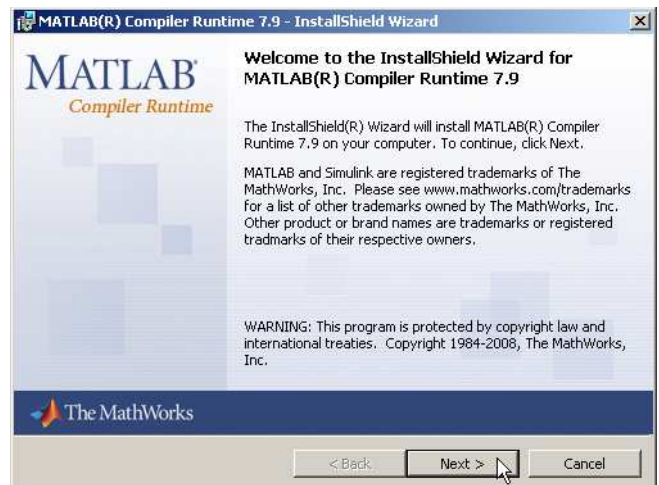 MATLAB(R) Compiler Runtime 7.9 - InstallShield Wizard
MATLAB
Compiler Runtime
Welcome to the InstallShield Wizard for
MATLAB(R) Compiler Runtime 7.9
The InstallShield(R) Wizard will install MATLAB(R) Compiler
Runtime 7.9 on your computer. To continue, click Next.
MATLAB and Simulink are registered trademarks of The
MathWorks, Inc. Please see www.mathworks.com/trademarks
for a list of other trademarks owned by The MathWorks, Inc.
Other product or brand names are trademarks or registered
tradmarks of their respective owners.
WARNING: This program is protected by copyright law and
international treaties. Copyright 1984-2008, The MathWorks,
Inc.
The MathWorks
< Back
Next >
Cancel